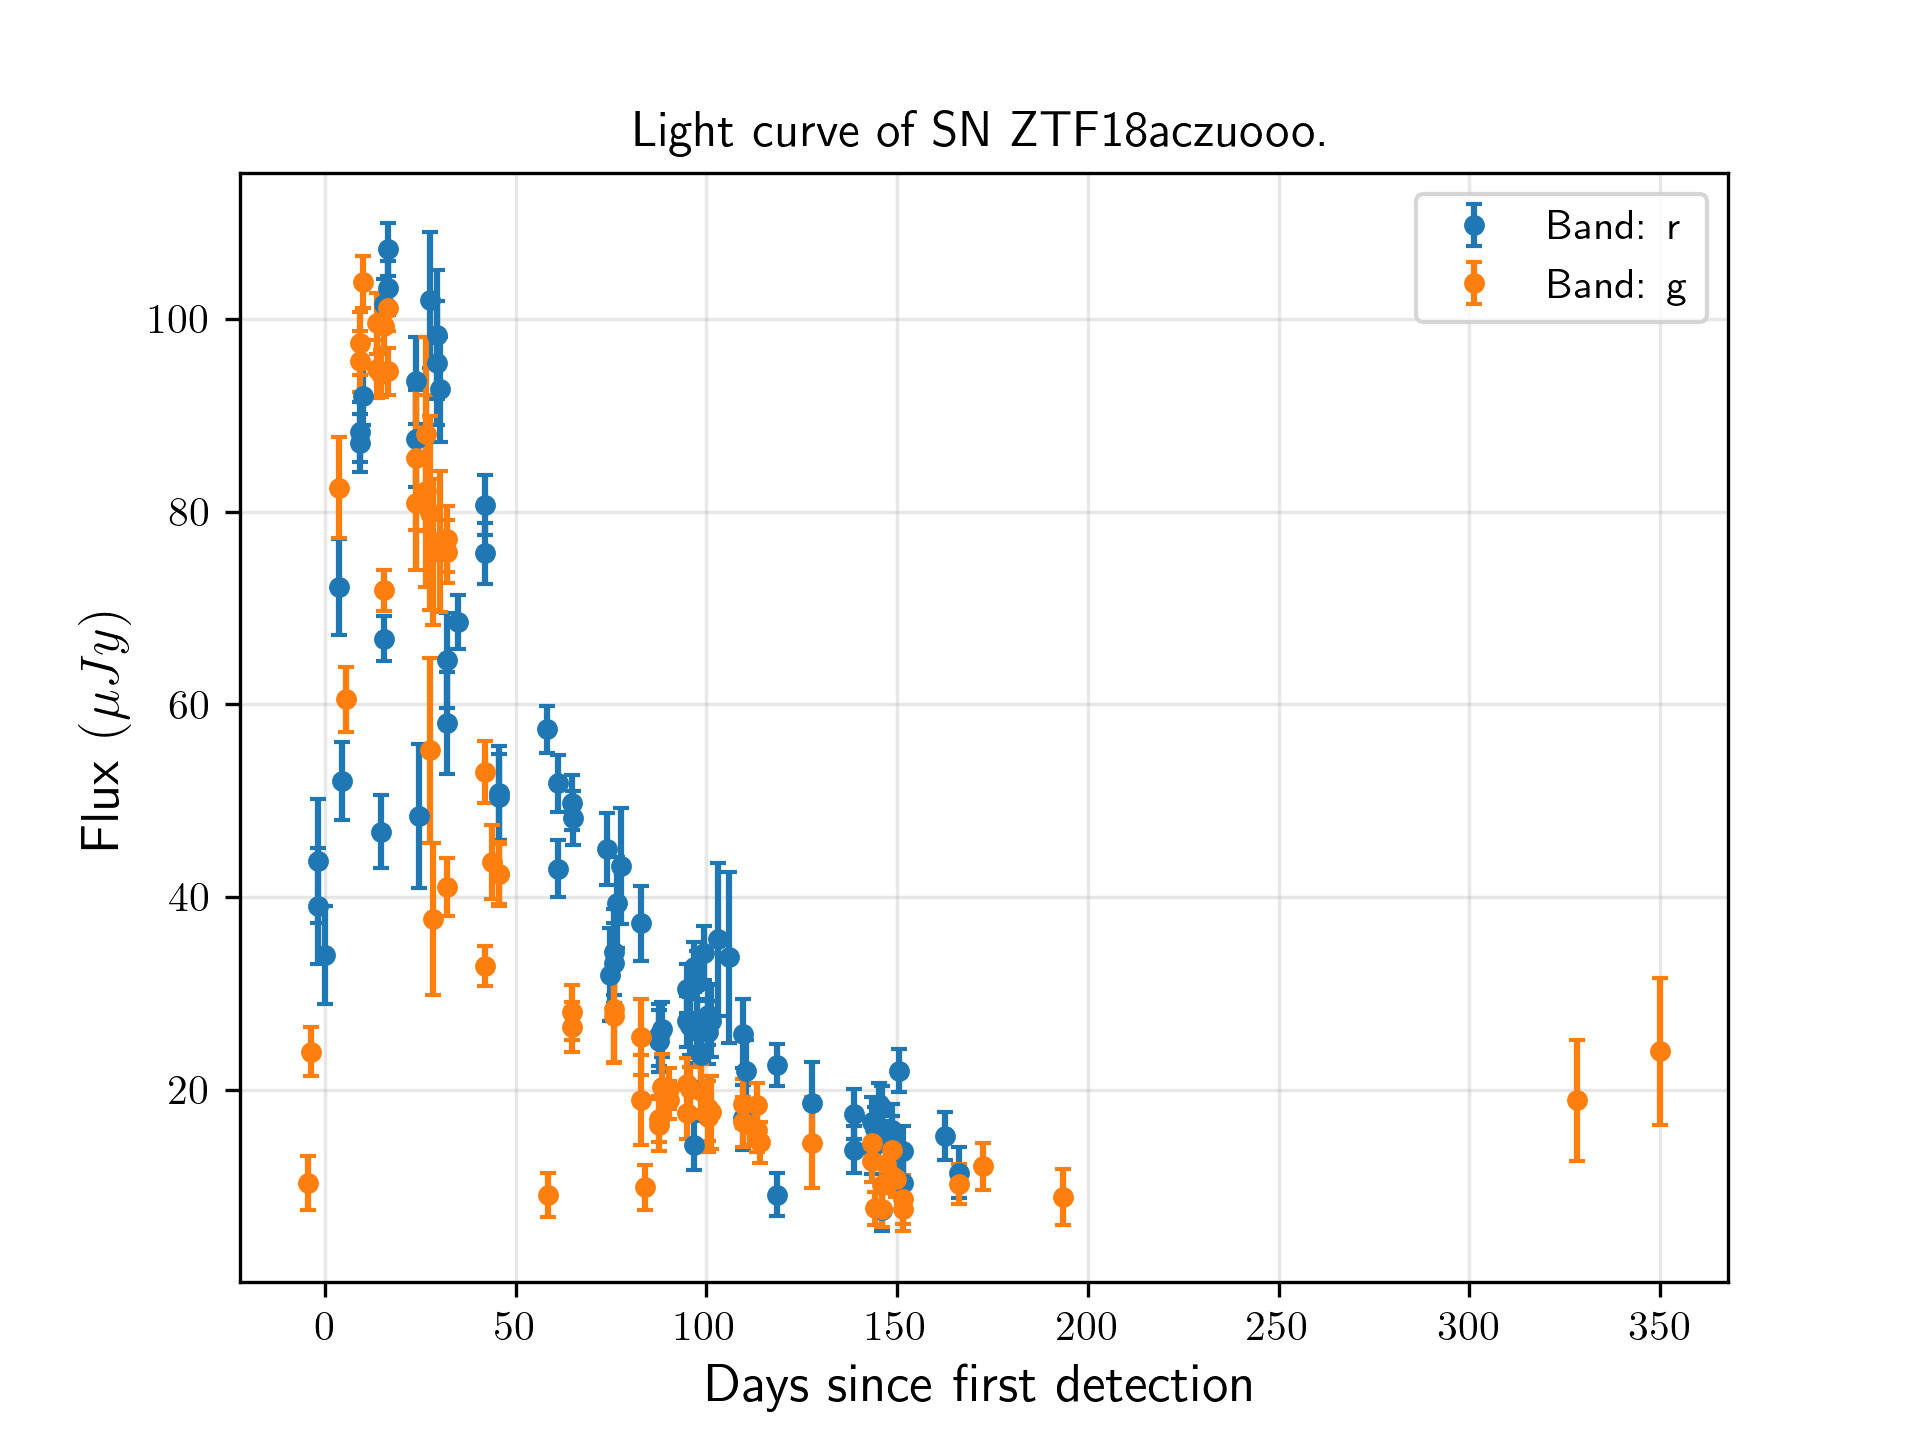 Light curve of SN ZTF18aczuooo.
Band: r
Band: g
Flux (μJy)
100
80
60
40
20
0 50 100 150 200 250 300 350
Days since first detection